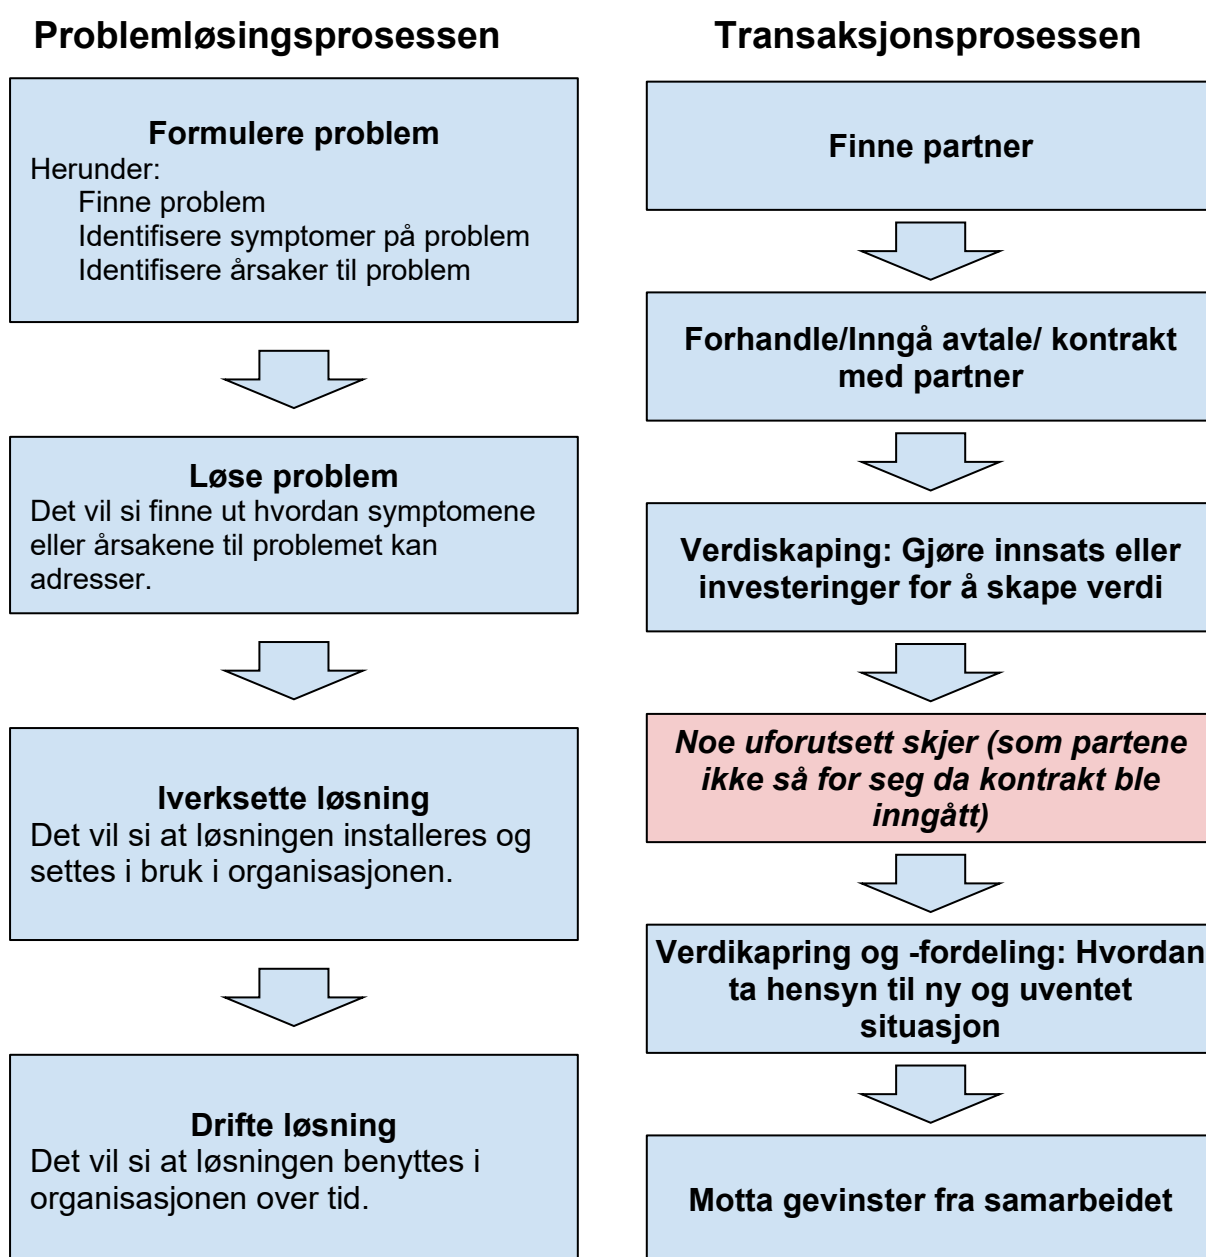 Problemløsingsprosessen
Formulere problem
Herunder:
Finne problem
Identifisere symptomer på problem
Identifisere årsaker til problem
Løse problem
Det vil si finne ut hvordan symptomene
eller årsakene til problemet kan
adresser.
Iverksette løsning
Det vil si at løsningen installeres og
settes i bruk i organisasjonen.
Drifte løsning
Det vil si at løsningen benyttes i
organisasjonen over tid.
Transaksjonsprosessen
Finne partner
Forhandle/Inngå avtale/ kontrakt
med partner
Verdiskaping: Gjøre innsats eller
investeringer for å skape verdi
Noe uforutsett skjer (som partene
ikke så for seg da kontrakt ble
inngått)
Verdikapring og -fordeling: Hvordan
ta hensyn til ny og uventet
situasjon
Motta gevinster fra samarbeidet